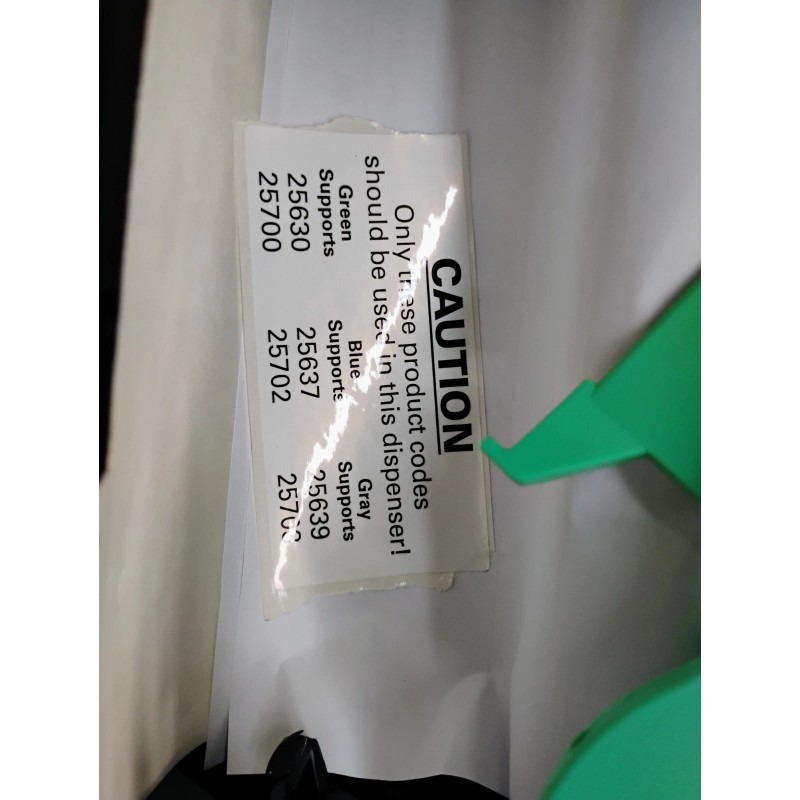 CAUTION
Only these product codes
should be used in this dispenser!
Green Blue Gray
Supports Supports Supports
25630 25637 25639
25700 25702